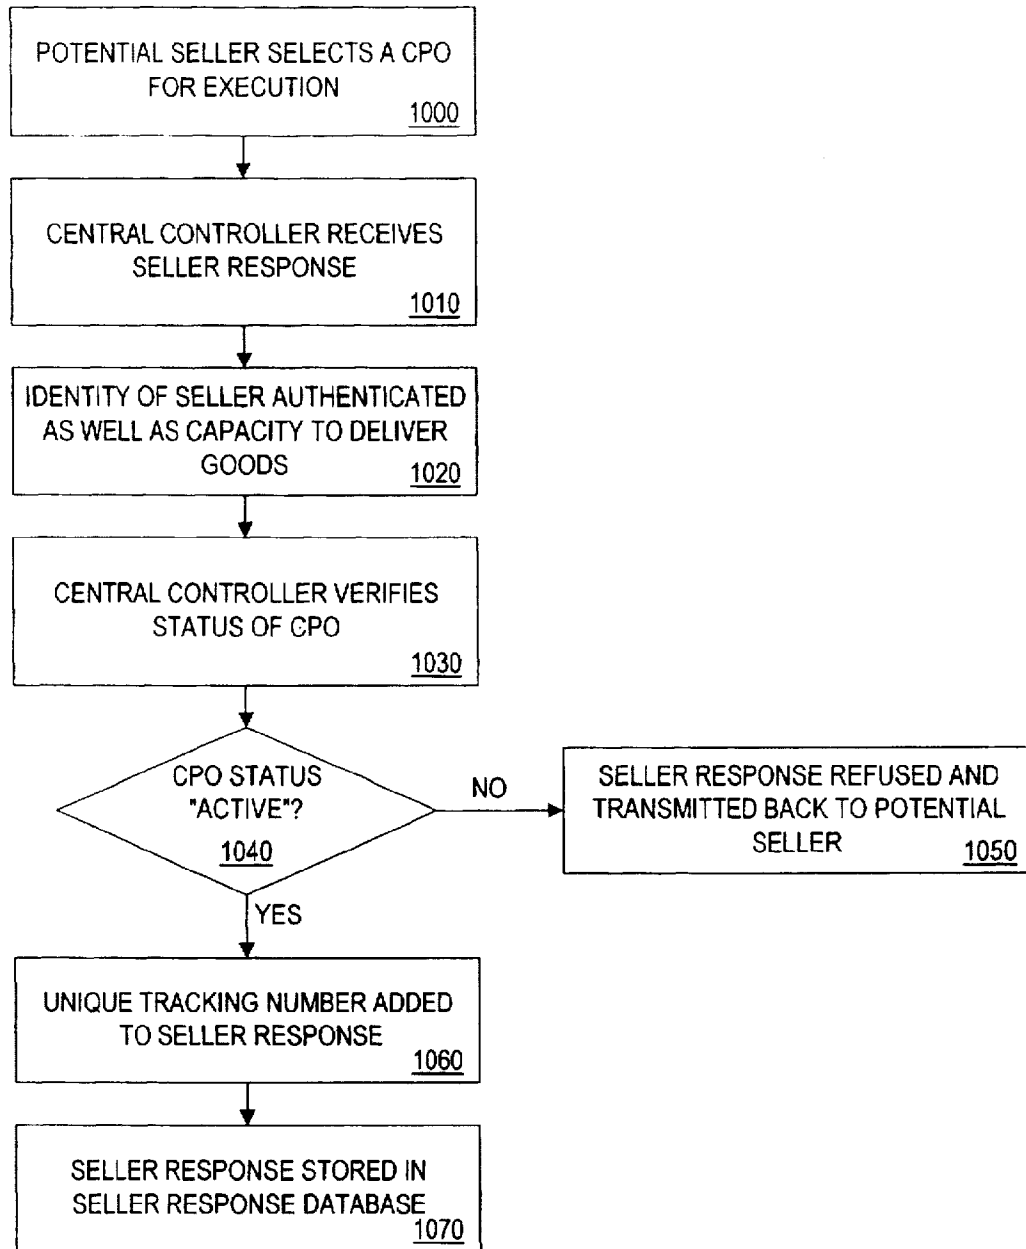 POTENTIAL SELLER SELECTS A CPO
FOR EXECUTION
1000
CENTRAL CONTROLLER RECEIVES
SELLER RESPONSE
1010
IDENTITY OF SELLER AUTHENTICATED
AS WELL AS CAPACITY TO DELIVER
GOODS
1020
CENTRAL CONTROLLER VERIFIES
STATUS OF CPO
1030
CPO STATUS
"ACTIVE"?
1040
NO
SELLER RESPONSE REFUSED AND
TRANSMITTED BACK TO POTENTIAL
SELLER
1050
YES
UNIQUE TRACKING NUMBER ADDED
TO SELLER RESPONSE
1060
SELLER RESPONSE STORED IN
SELLER RESPONSE DATABASE
1070